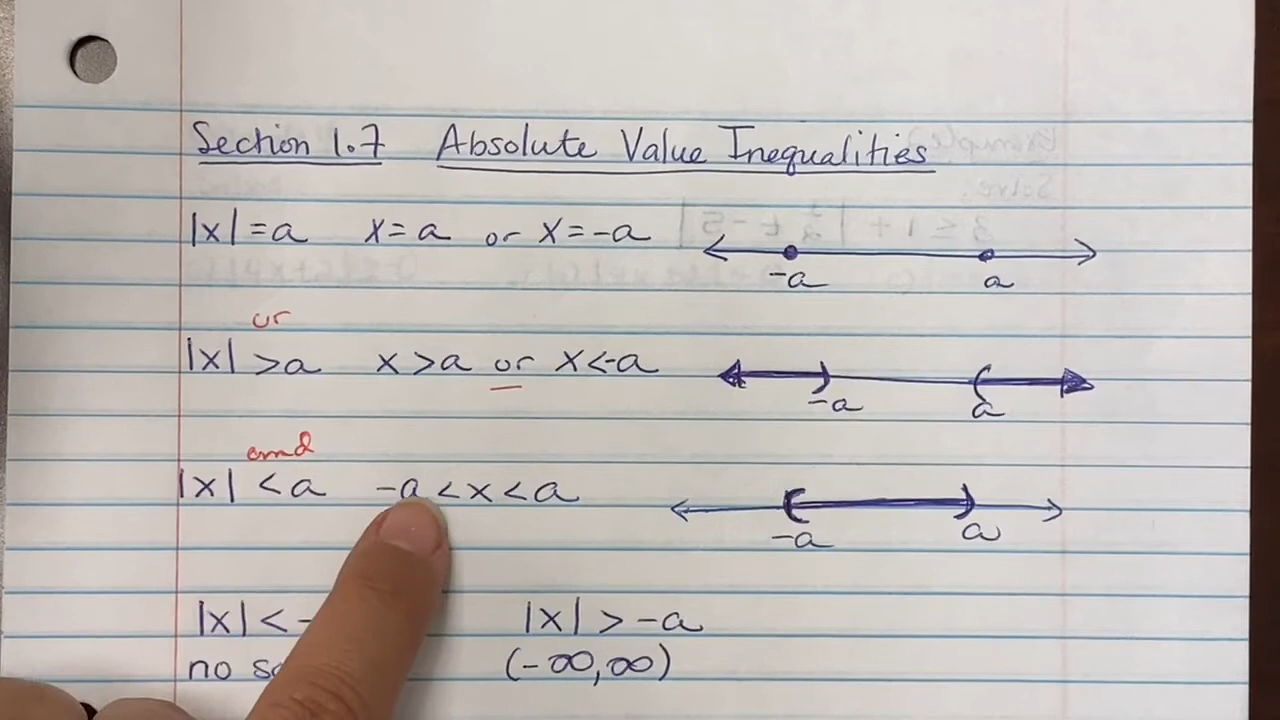 Section 1.7 Absolute Value Inequalities
|x| = a x = a or x = -a
-a a
or
|x| > a x > a or x < -a
-a a
and
|x| < a -a < x < a
-a a
|x| < - |x| > -a
no (-∞,∞)